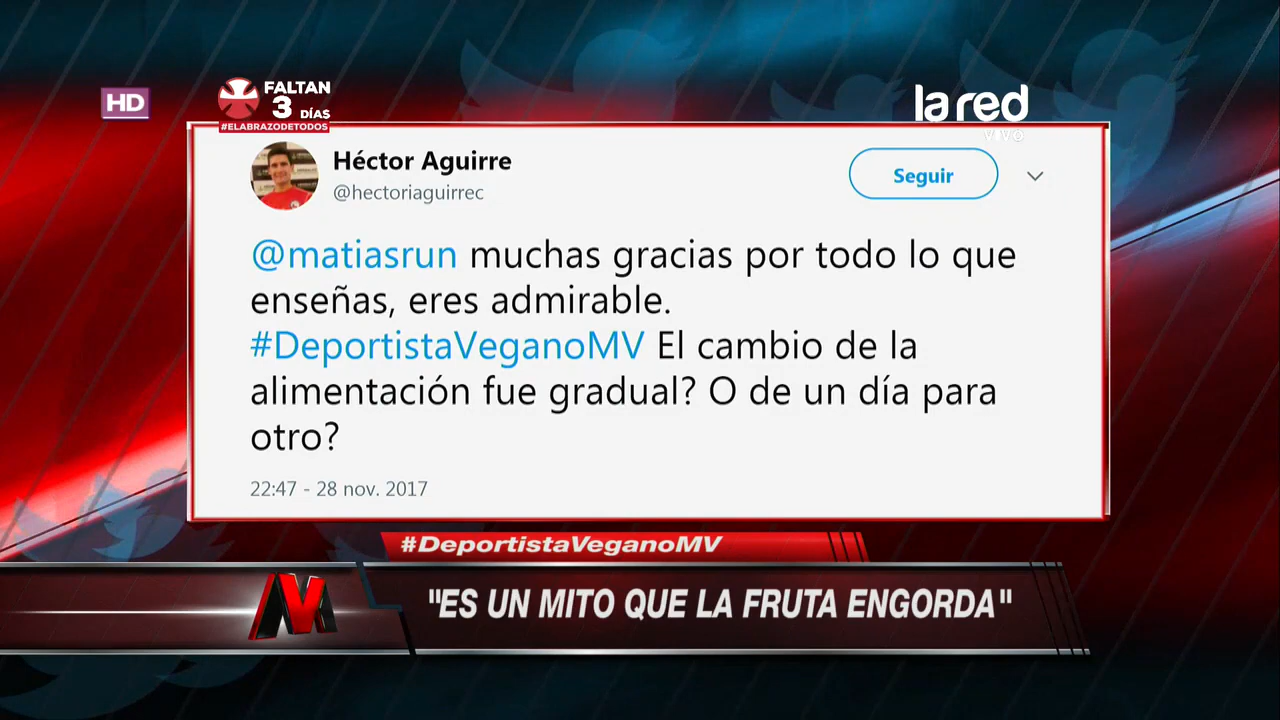 HD
FALTAN
3 DÍAS
#ELABRAZODETODOS
la red
VIVO
Héctor Aguirre
@hectoriaguirrec
Seguir
@matiasrun muchas gracias por todo lo que
enseñas, eres admirable.
#DeportistaVeganoMV El cambio de la
alimentación fue gradual? O de un día para
otro?
22:47 - 28 nov. 2017
#DeportistaVeganoMV
MV
"ES UN MITO QUE LA FRUTA ENGORDA"